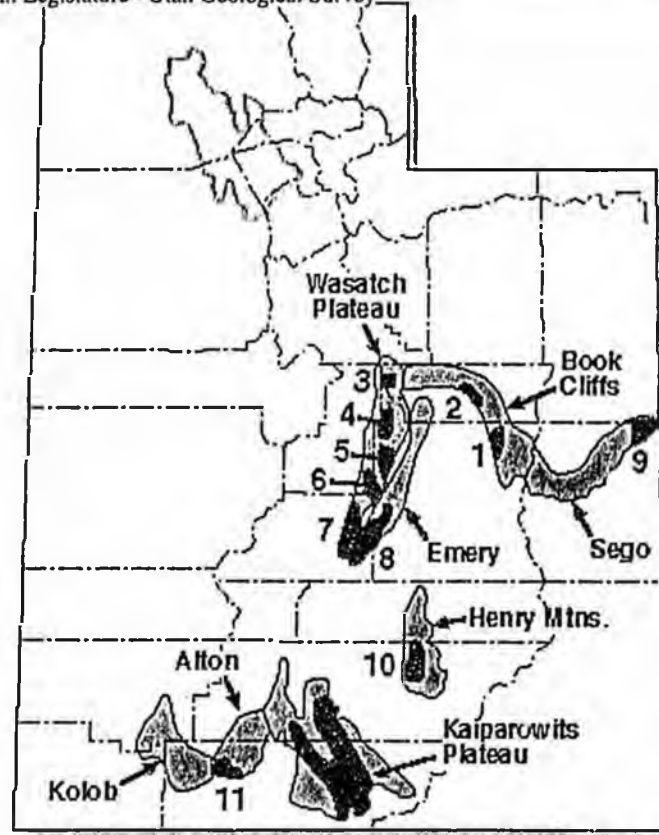 Legislature - Utah Geological Survey
Wasatch
Plateau
Book
Cliffs
3
2
4
1
9
5
6
7
8
Emery
Sego
Henry Mtns.
10
Alton
Kaiparowits
Plateau
Kolob
11